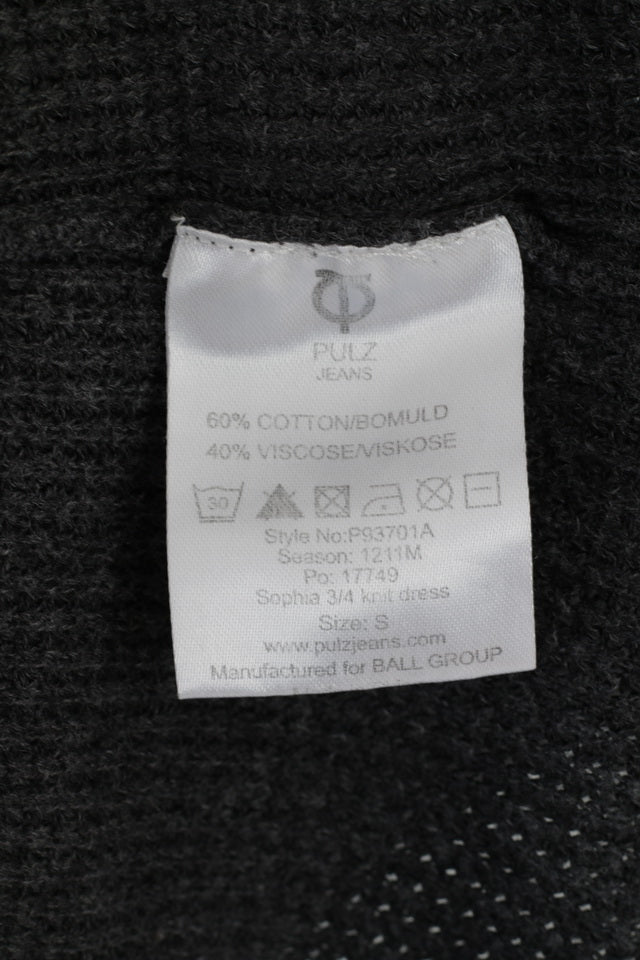 PULZ
JEANS
60% COTTON/BOMULD
40% VISCOSE/VISKOSE
30
Style No:P93701A
Season: 1211M
Po: 17749
Sophia 3/4 knit dress
Size: S
www.pulzjeans.com
Manufactured for BALL GROUP